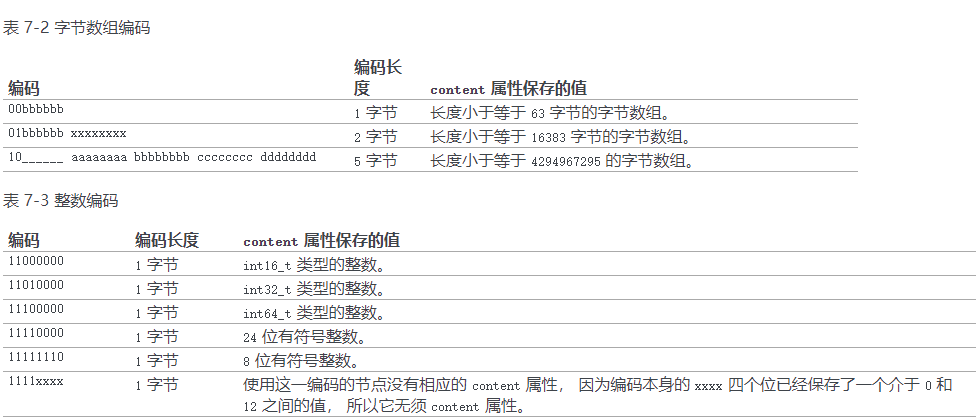 表 7-2 字节数组编码
编码 编码长度 content 属性保存的值
00bbbbbb 1 字节 长度小于等于 63 字节的字节数组。
01bbbbbb xxxxxxxx 2 字节 长度小于等于 16383 字节的字节数组。
10______ aaaaaaaa bbbbbbbb cccccccc dddddddd 5 字节 长度小于等于 4294967295 的字节数组。
表 7-3 整数编码
编码 编码长度 content 属性保存的值
11000000 1 字节 int16_t 类型的整数。
11010000 1 字节 int32_t 类型的整数。
11100000 1 字节 int64_t 类型的整数。
11110000 1 字节 24 位有符号整数。
11111110 1 字节 8 位有符号整数。
1111xxxx 1 字节 使用这一编码的节点没有相应的 content 属性， 因为编码本身的 xxxx 四个位已经保存了一个介于 0 和
12 之间的值， 所以它无须 content 属性。